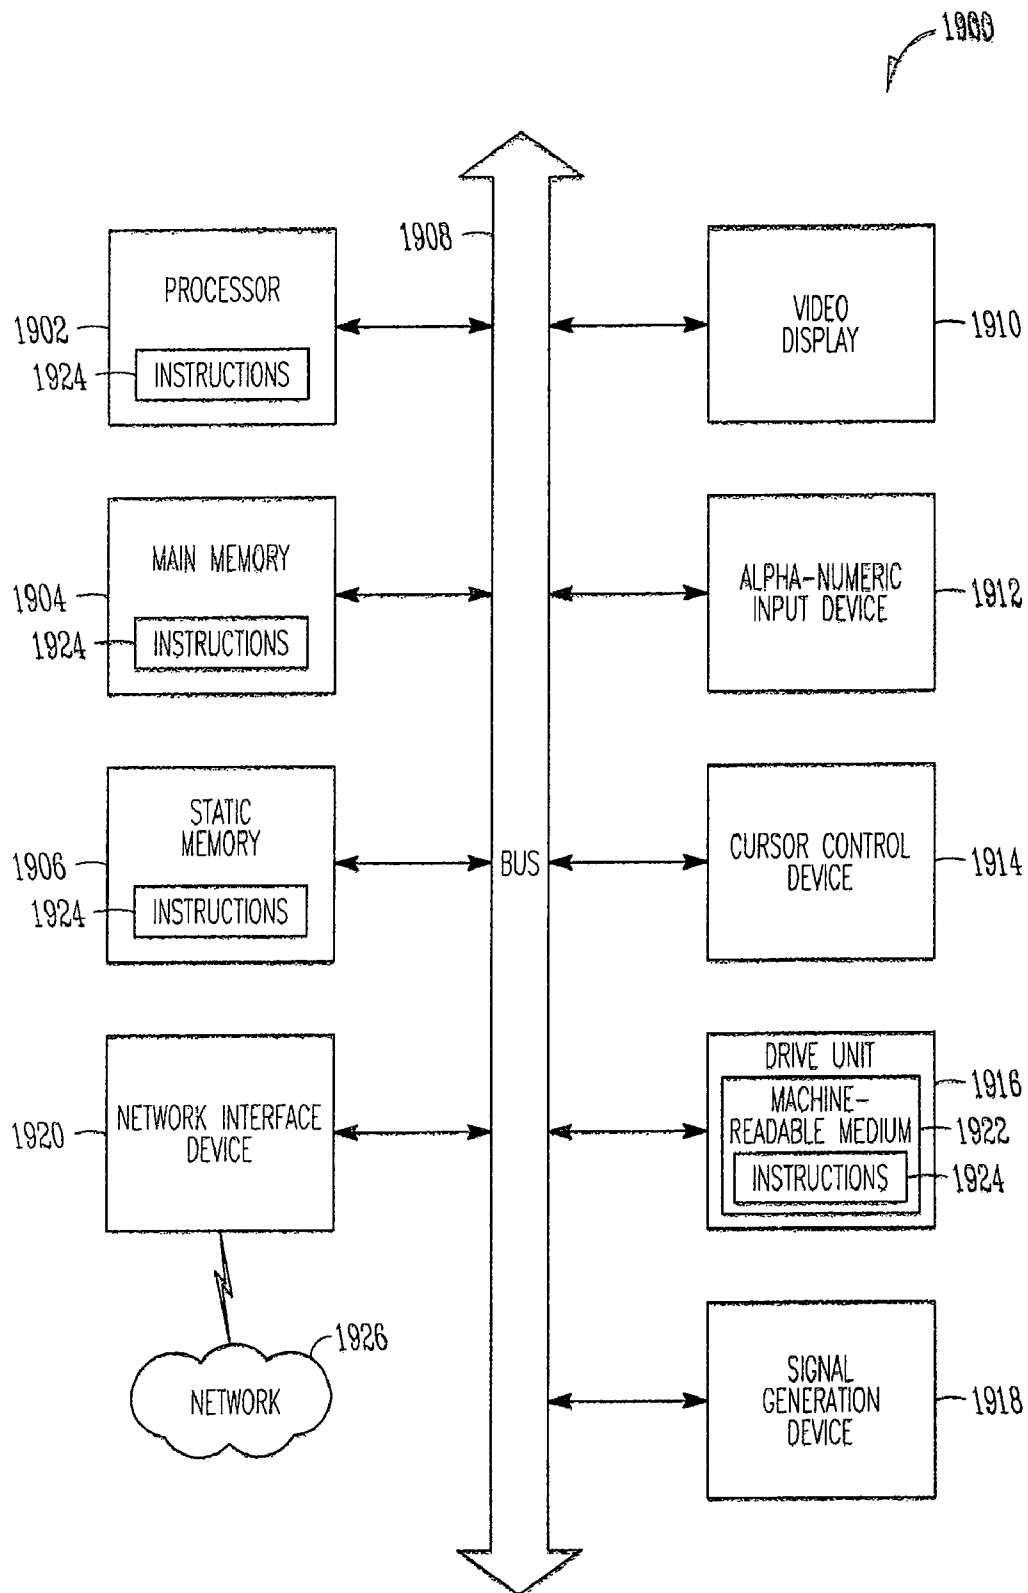 1900
1908
PROCESSOR
1902
1924
INSTRUCTIONS
VIDEO
DISPLAY
1910
MAIN MEMORY
1904
1924
INSTRUCTIONS
ALPHA-NUMERIC
INPUT DEVICE
1912
STATIC
MEMORY
1906
1924
INSTRUCTIONS
BUS
CURSOR CONTROL
DEVICE
1914
NETWORK INTERFACE
DEVICE
1920
DRIVE UNIT
1916
MACHINE-
READABLE MEDIUM
1922
INSTRUCTIONS
1924
1926
NETWORK
SIGNAL
GENERATION
DEVICE
1918